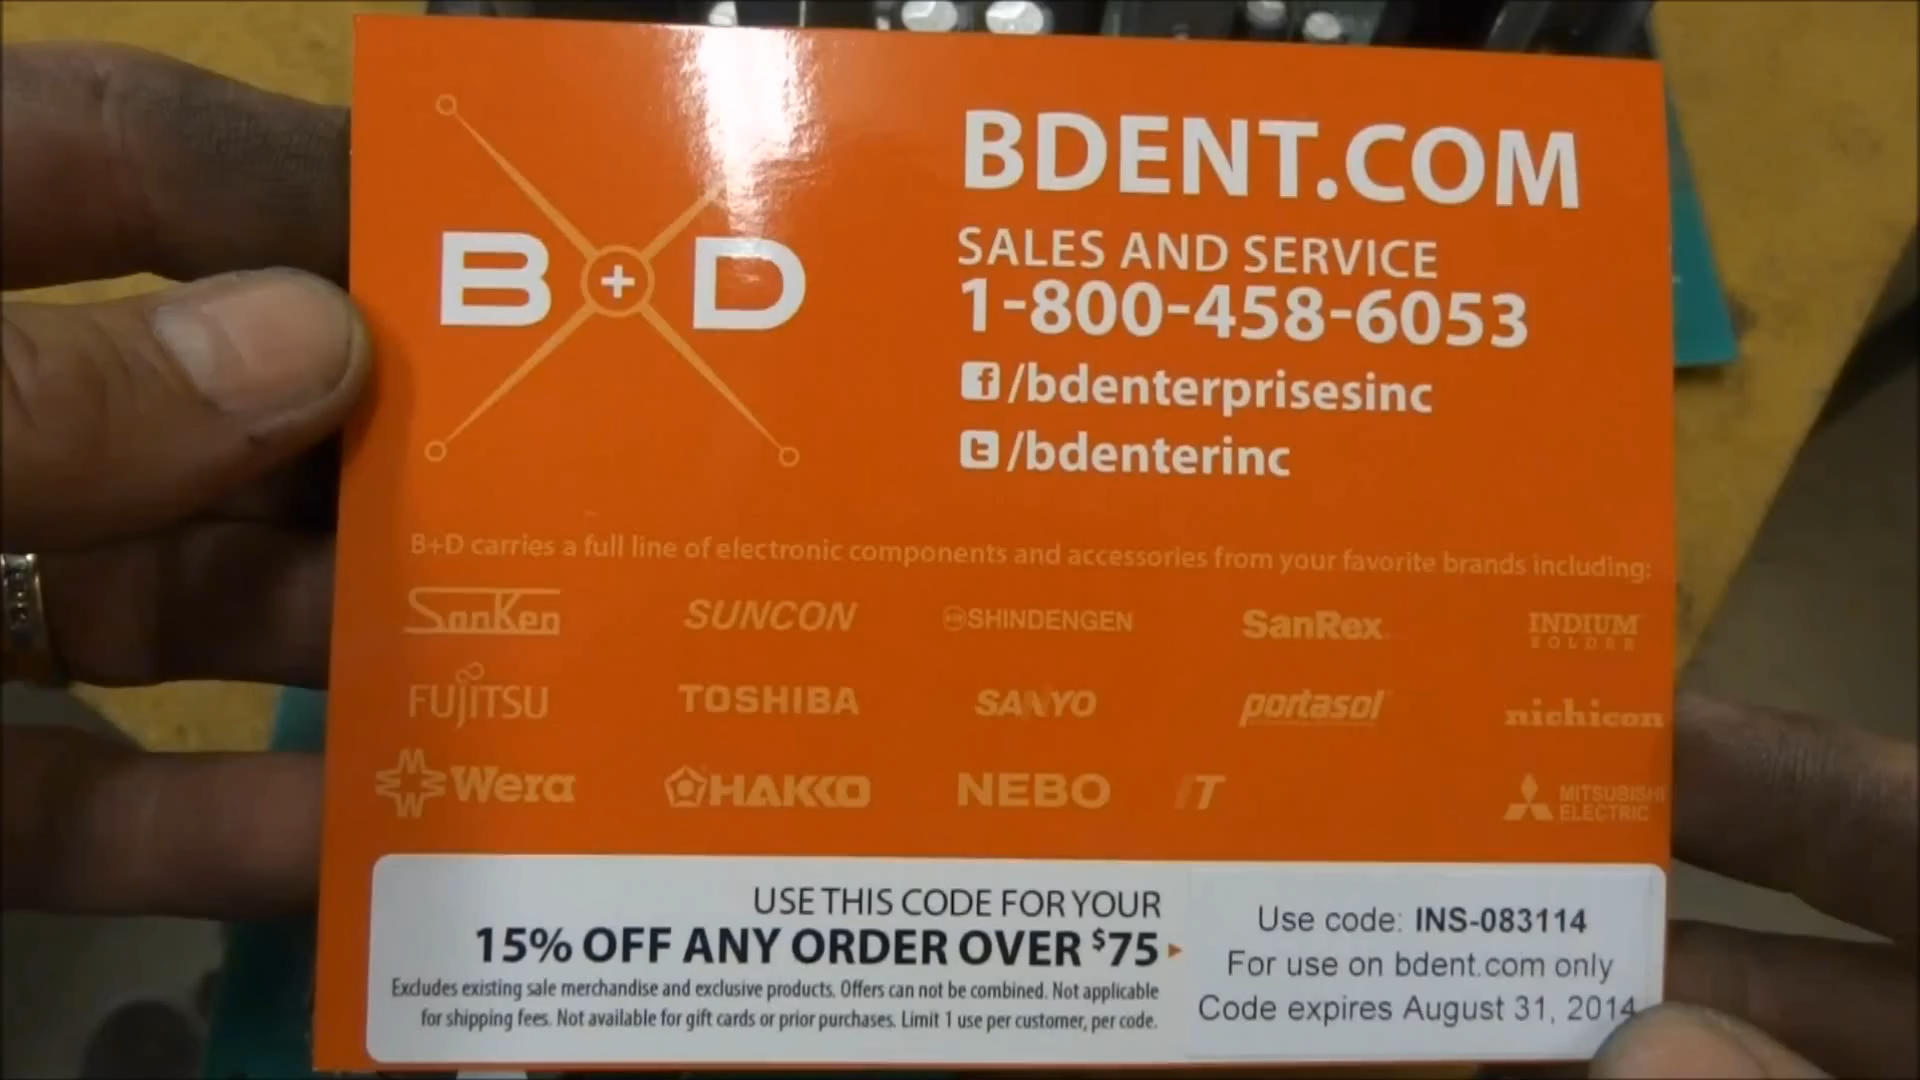 B+D
BDENT.COM
SALES AND SERVICE
1-800-458-6053
f/bdenterprisesinc
t/bdenterinc
B+D carries a full line of electronic components and accessories from your favorite brands including:
SanKen SUNCON SHINDENGEN SanRex INDIUM
SOLDER
FUJITSU TOSHIBA SANYO portasol nichicon
Wera HAKKO NEBO iT MITSUBISHI
ELECTRIC
USE THIS CODE FOR YOUR
15% OFF ANY ORDER OVER $75
Excludes existing sale merchandise and exclusive products. Offers can not be combined. Not applicable
for shipping fees. Not available for gift cards or prior purchases. Limit 1 use per customer, per code.
Use code: INS-083114
For use on bdent.com only
Code expires August 31, 2014